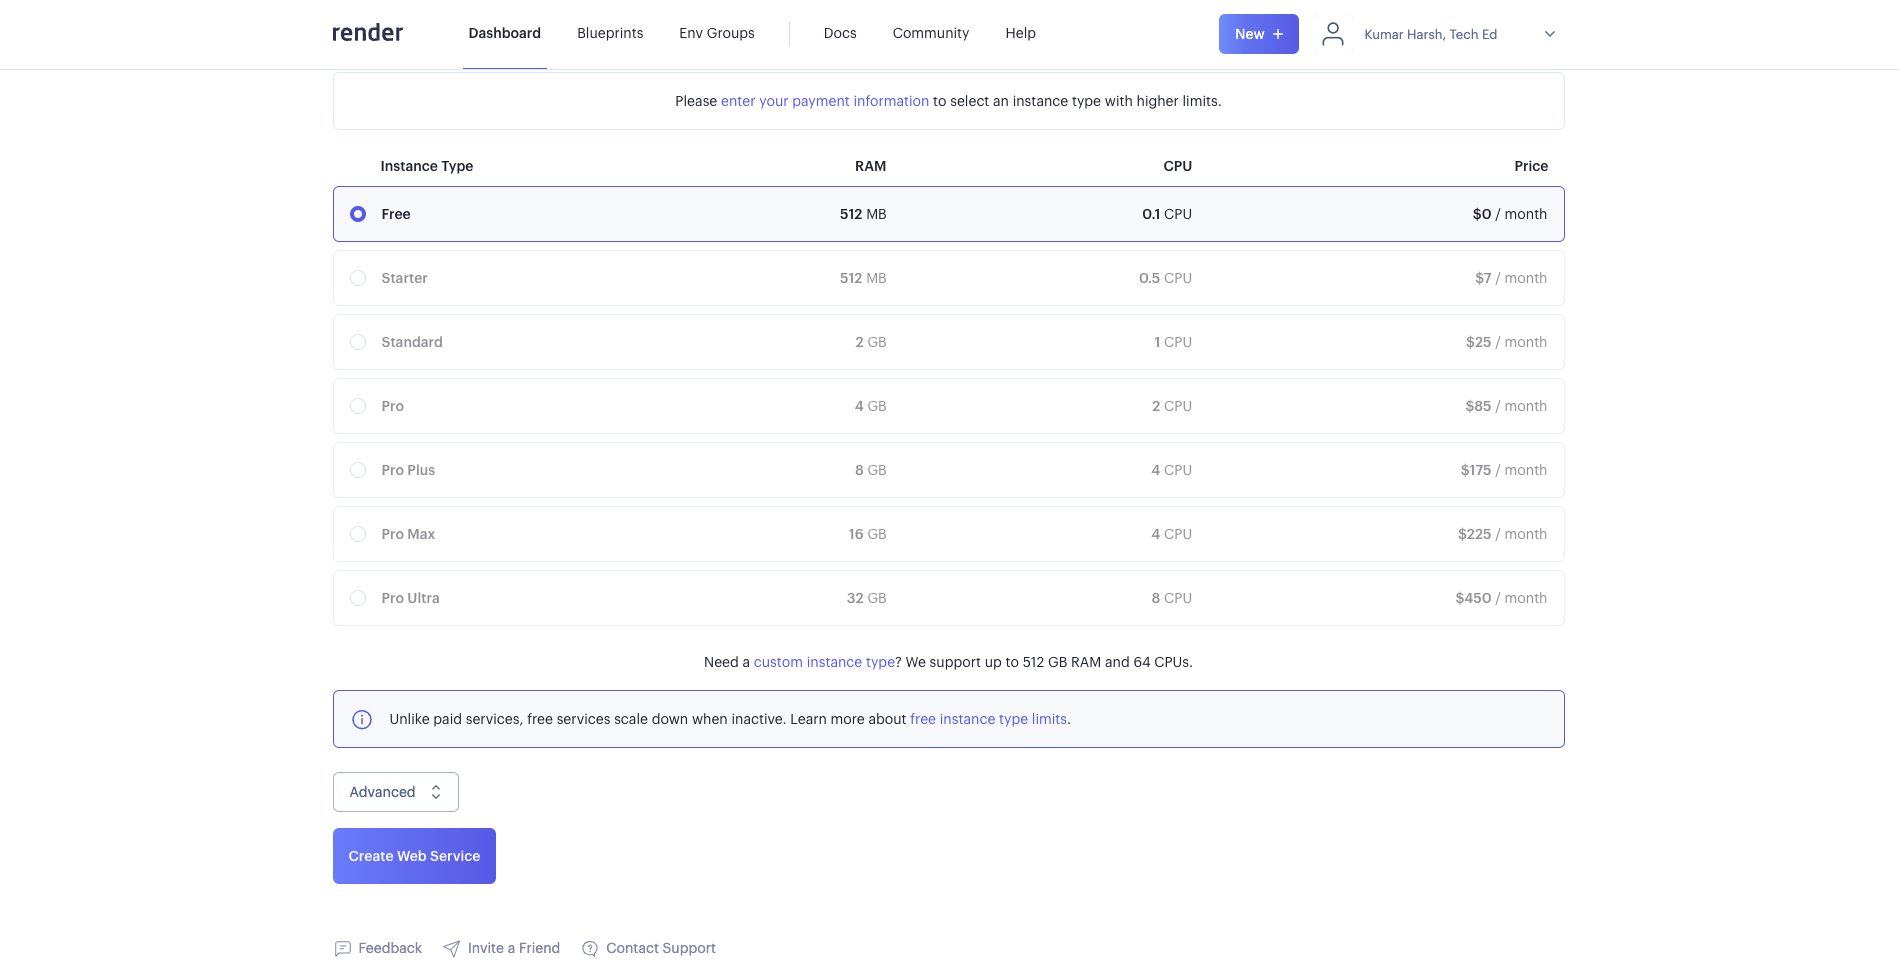 render Dashboard Blueprints Env Groups Docs Community Help New + Kumar Harsh, Tech Ed
Please enter your payment information to select an instance type with higher limits.
Instance Type RAM CPU Price
Free 512 MB 0.1 CPU $0 / month
Starter 512 MB 0.5 CPU $7 / month
Standard 2 GB 1 CPU $25 / month
Pro 4 GB 2 CPU $85 / month
Pro Plus 8 GB 4 CPU $175 / month
Pro Max 16 GB 4 CPU $225 / month
Pro Ultra 32 GB 8 CPU $450 / month
Need a custom instance type? We support up to 512 GB RAM and 64 CPUs.
Unlike paid services, free services scale down when inactive. Learn more about free instance type limits.
Advanced
Create Web Service
Feedback Invite a Friend Contact Support